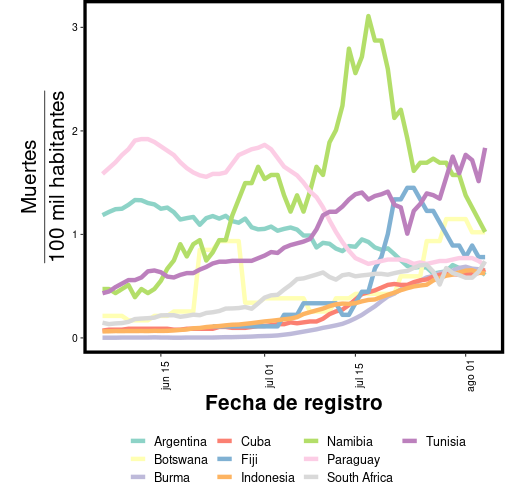 Muertes
100 mil habitantes
3
2
1
0
jun 15
jul 01
jul 15
ago 01
Fecha de registro
Argentina Cuba Namibia Tunisia
Botswana Fiji Paraguay
Burma Indonesia South Africa